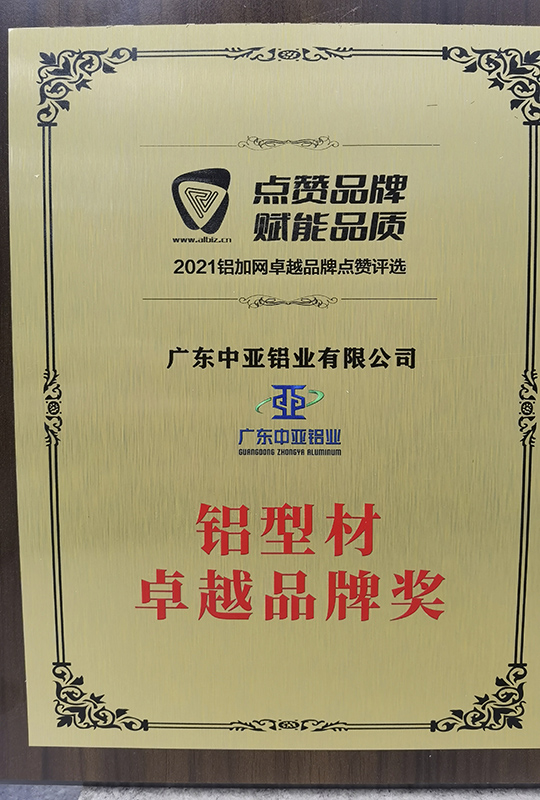 点赞品牌
赋能品质
www.albiz.cn
2021铝加网卓越品牌点赞评选
广东中亚铝业有限公司
广东中亚铝业
GUANGDONG ZHONGYA ALUMINUM
铝型材
卓越品牌奖